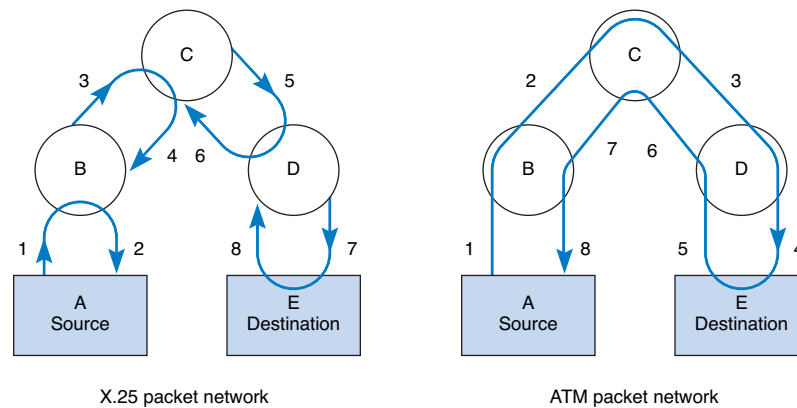 C
3
5
B
4
6
D
1
2
8
7
A
Source
E
Destination
X.25 packet network
C
2
3
B
7
6
D
1
8
5
4
A
Source
E
Destination
ATM packet network